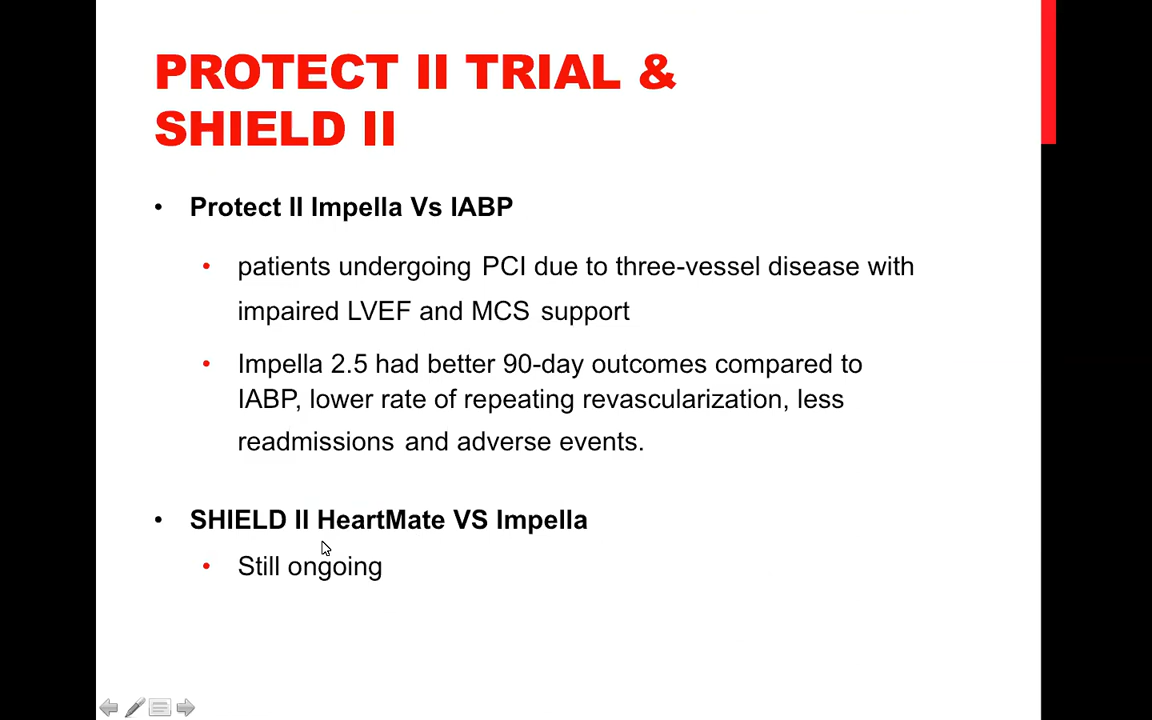 PROTECT II TRIAL &
SHIELD II
• Protect II Impella Vs IABP
• patients undergoing PCI due to three-vessel disease with
impaired LVEF and MCS support
• Impella 2.5 had better 90-day outcomes compared to
IABP, lower rate of repeating revascularization, less
readmissions and adverse events.
• SHIELD II HeartMate VS Impella
• Still ongoing